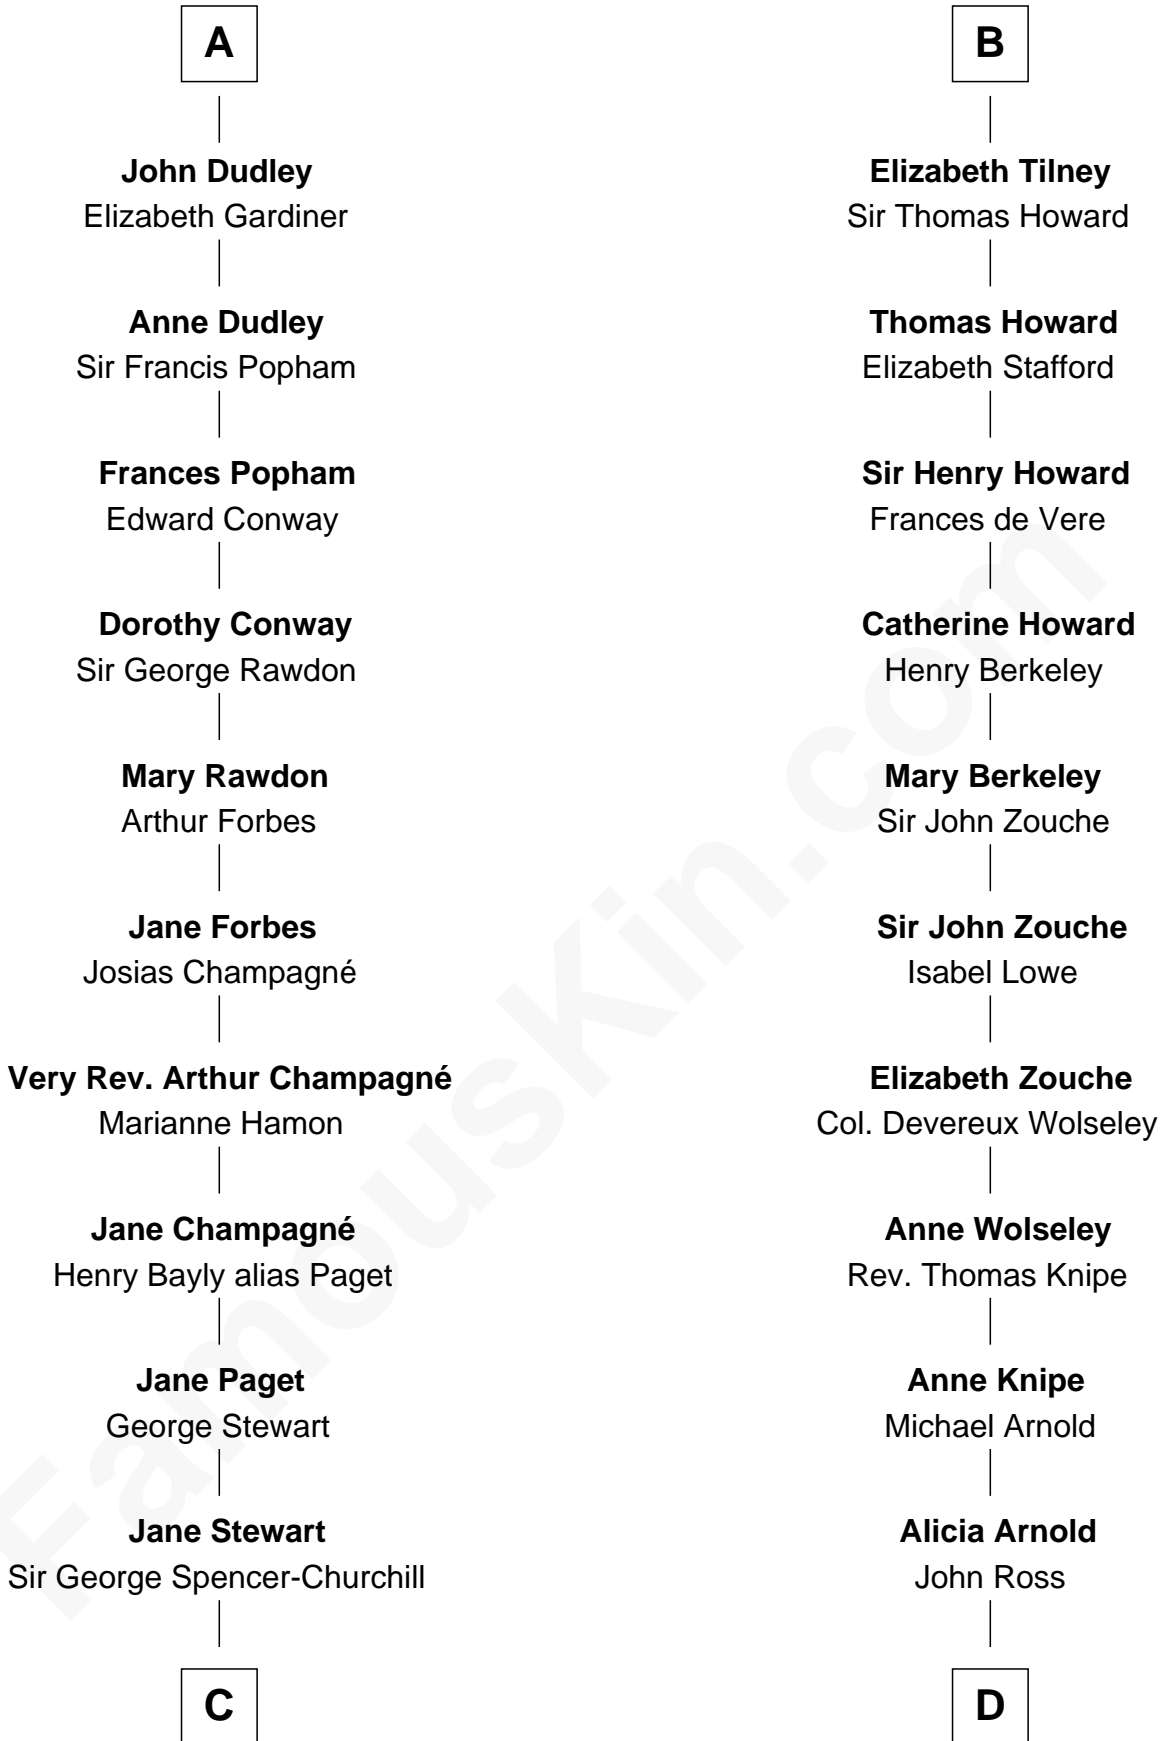 A
John Dudley
Elizabeth Gardiner
Anne Dudley
Sir Francis Popham
Frances Popham
Edward Conway
Dorothy Conway
Sir George Rawdon
Mary Rawdon
Arthur Forbes
Jane Forbes
Josias Champagné
Very Rev. Arthur Champagné
Marianne Hamon
Jane Champagné
Henry Bayly alias Paget
Jane Paget
George Stewart
Jane Stewart
Sir George Spencer-Churchill
C
B
Elizabeth Tilney
Sir Thomas Howard
Thomas Howard
Elizabeth Stafford
Sir Henry Howard
Frances de Vere
Catherine Howard
Henry Berkeley
Mary Berkeley
Sir John Zouche
Sir John Zouche
Isabel Lowe
Elizabeth Zouche
Col. Devereux Wolseley
Anne Wolseley
Rev. Thomas Knipe
Anne Knipe
Michael Arnold
Alicia Arnold
John Ross
D
FamousKin.com